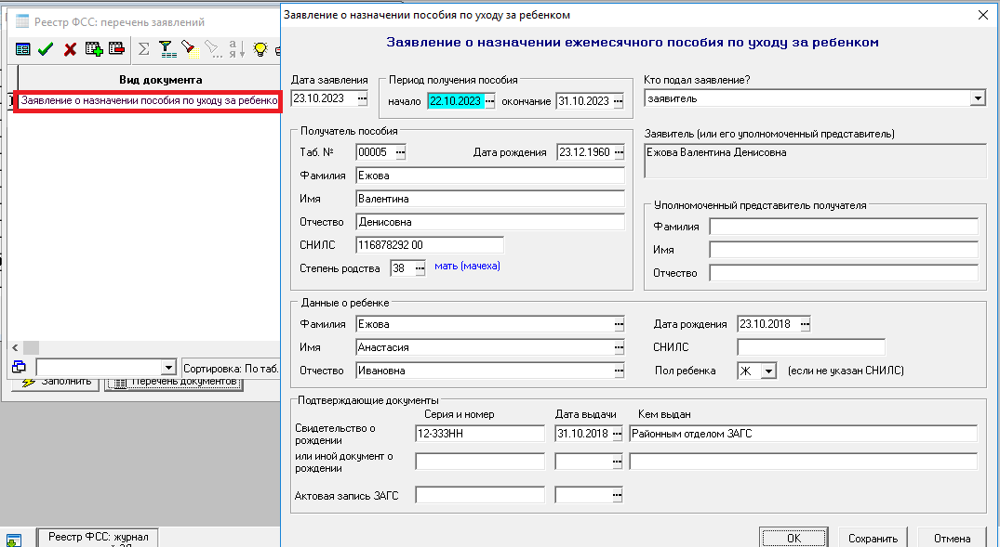 Реестр ФСС: перечень заявлений
Вид документа
Заявление о назначении пособия по уходу за ребенко
Сортировка: По таб.
Заполнить
Перечень документов
Реестр ФСС: журнал
Заявление о назначении пособия по уходу за ребенком
Заявление о назначении ежемесячного пособия по уходу за ребенком
Дата заявления
23.10.2023
Период получения пособия
начало 22.10.2023 окончание 31.10.2023
Кто подал заявление?
заявитель
Получатель пособия
Таб. № 00005 Дата рождения 23.12.1960
Фамилия Ежова
Имя Валентина
Отчество Денисовна
СНИЛС 116878292 00
Степень родства 38 мать (мачеха)
Заявитель (или его уполномоченный представитель)
Ежова Валентина Денисовна
Уполномоченный представитель получателя
Фамилия
Имя
Отчество
Данные о ребенке
Фамилия Ежова Дата рождения 23.10.2018
Имя Анастасия СНИЛС
Отчество Ивановна Пол ребенка Ж (если не указан СНИЛС)
Подтверждающие документы
Серия и номер Дата выдачи Кем выдан
Свидетельство о
рождении
12-333НН 31.10.2018 Районным отделом ЗАГС
или иной документ о
рождении
Актовая запись ЗАГС
OK Сохранить Отмена